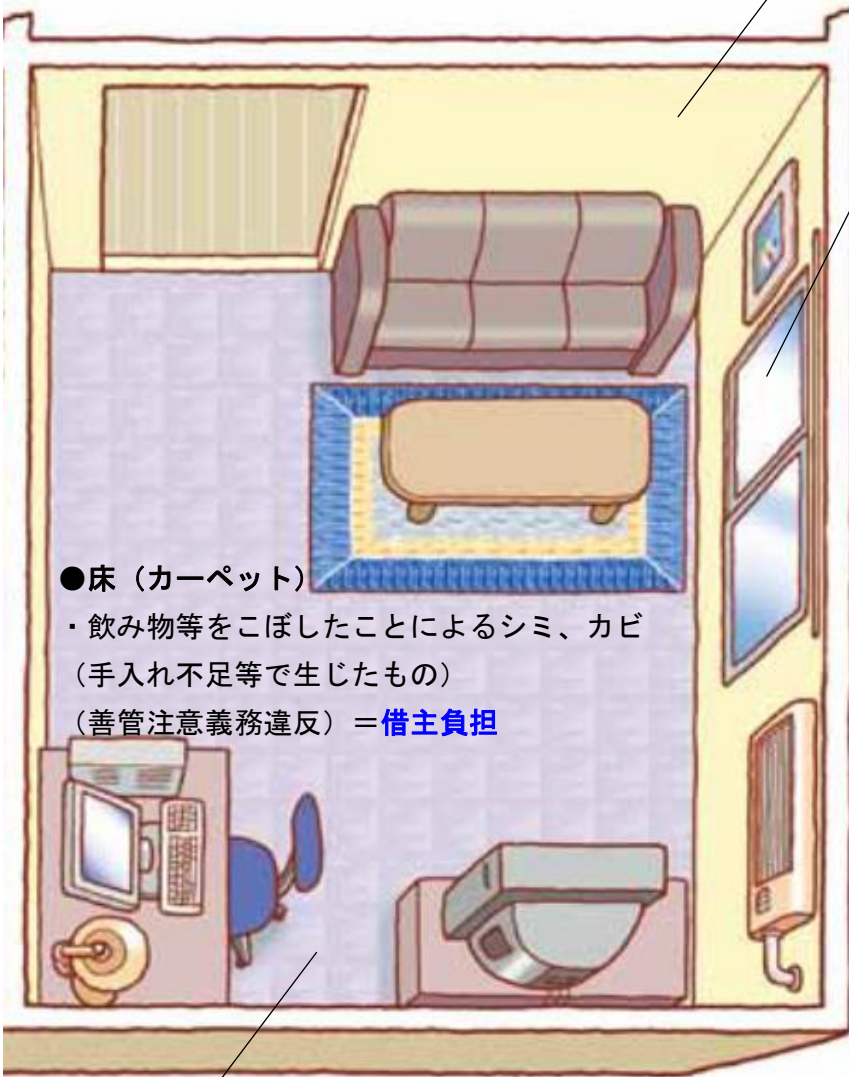 ●床（カーペット）
・飲み物等をこぼしたことによるシミ、カビ
（手入れ不足等で生じたもの）
（善管注意義務違反）＝借主負担